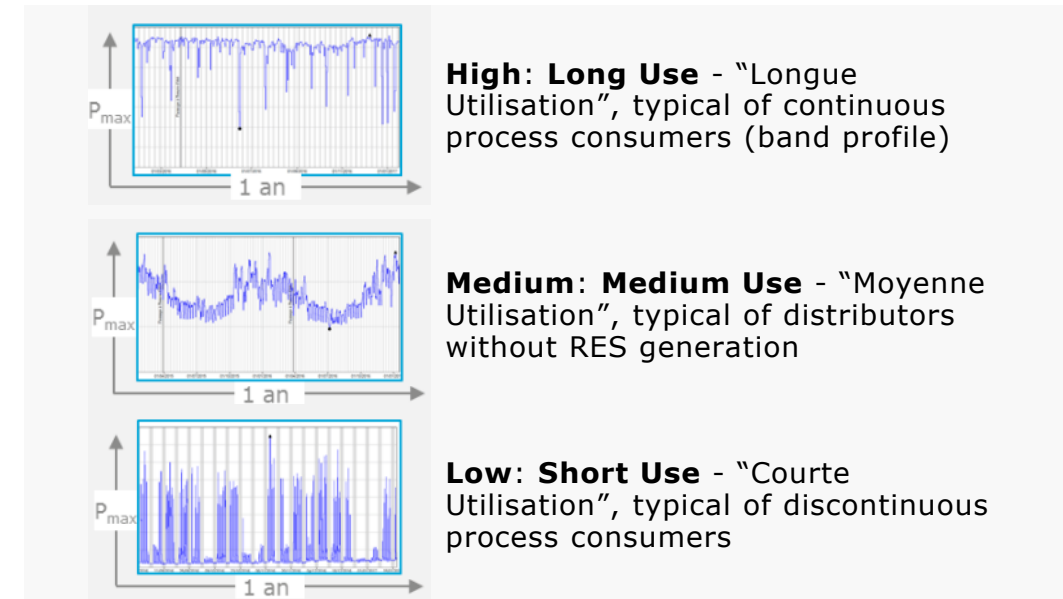 High: Long Use - “Longue
Utilisation”, typical of continuous
process consumers (band profile)
Pmax
1 an
Medium: Medium Use - “Moyenne
Utilisation”, typical of distributors
without RES generation
Pmax
1 an
Low: Short Use - “Courte
Utilisation”, typical of discontinuous
process consumers
Pmax
1 an